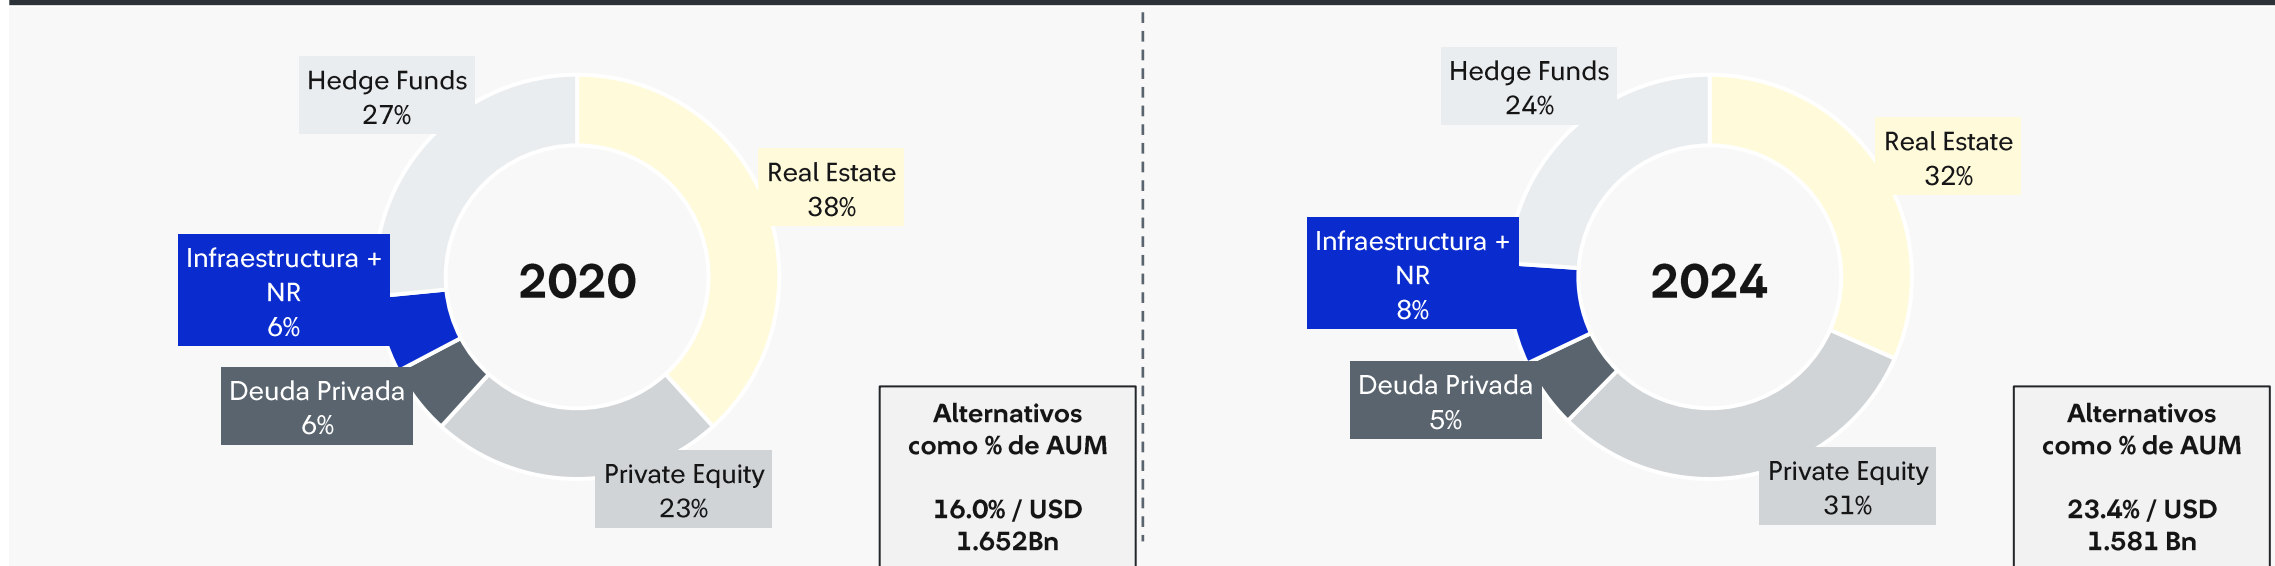 Hedge Funds
27%
Real Estate
38%
Infraestructura +
NR
6%
2020
Deuda Privada
6%
Private Equity
23%
Alternativos
como % de AUM
16.0% / USD
1.652Bn
Hedge Funds
24%
Real Estate
32%
Infraestructura +
NR
8%
2024
Deuda Privada
5%
Private Equity
31%
Alternativos
como % de AUM
23.4% / USD
1.581 Bn